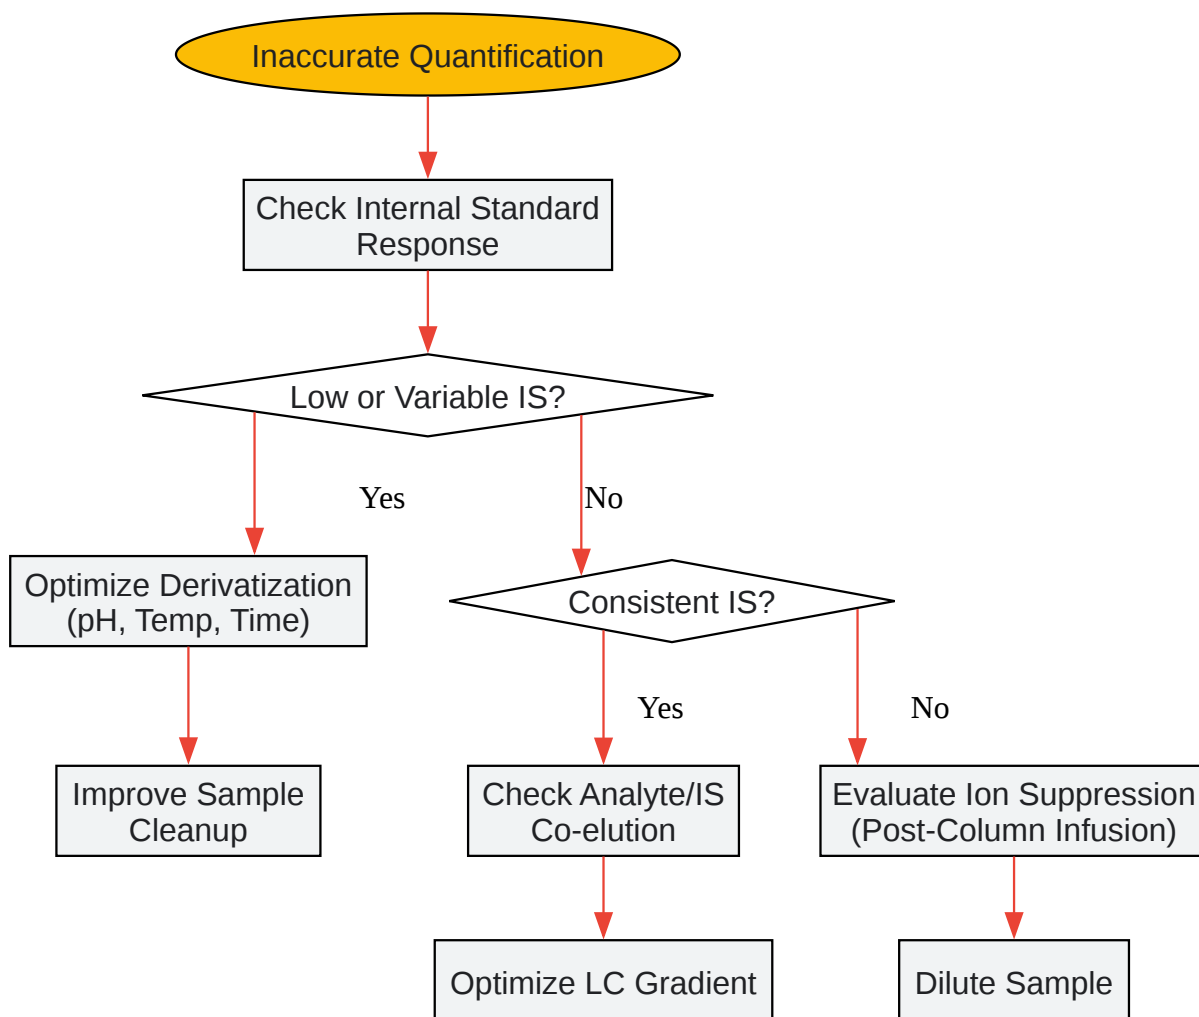 Inaccurate Quantification
Check Internal Standard
Response
Low or Variable IS?
Yes
No
Optimize Derivatization
(pH, Temp, Time)
Consistent IS?
Yes
No
Improve Sample
Cleanup
Check Analyte/IS
Co-elution
Evaluate Ion Suppression
(Post-Column Infusion)
Optimize LC Gradient
Dilute Sample